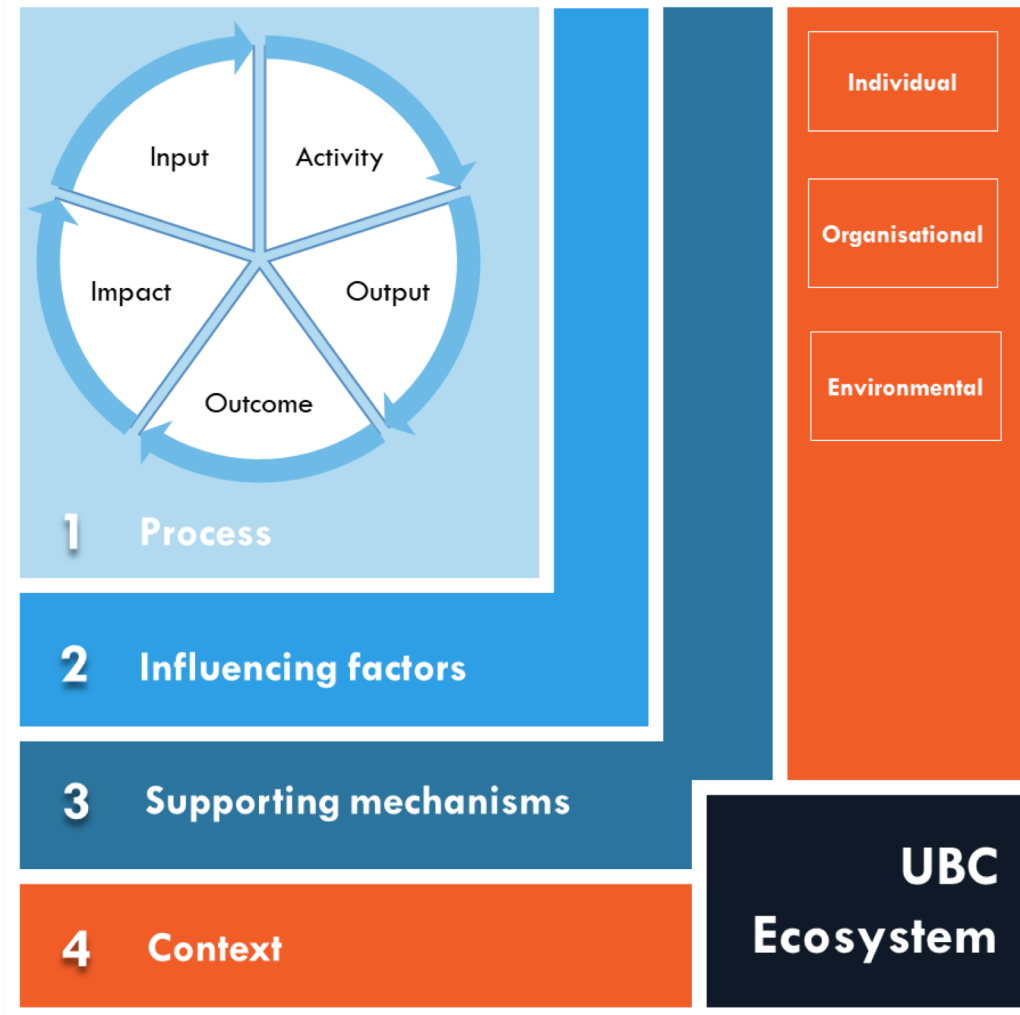 Input
Activity
Impact
Output
Outcome
1 Process
2 Influencing factors
3 Supporting mechanisms
4 Context
Individual
Organisational
Environmental
UBC
Ecosystem